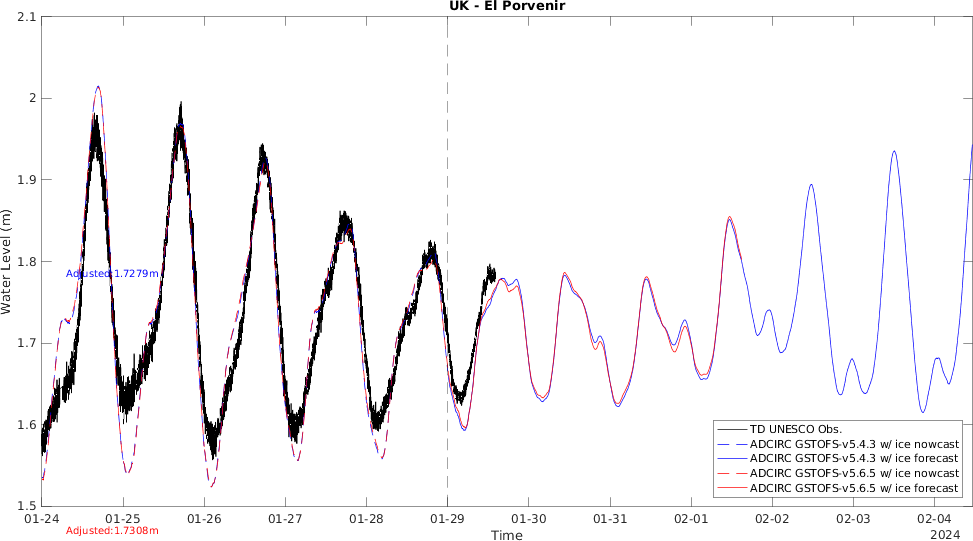 UK - El Porvenir
2.1
2
1.9
1.8
1.7
1.6
1.5
Water Level (m)
Adjusted:1.7279m
Adjusted:1.7308m
TD UNESCO Obs.
ADCIRC GSTOFS-v5.4.3 w/ ice nowcast
ADCIRC GSTOFS-v5.4.3 w/ ice forecast
ADCIRC GSTOFS-v5.6.5 w/ ice nowcast
ADCIRC GSTOFS-v5.6.5 w/ ice forecast
01-24 01-25 01-26 01-27 01-28 01-29 01-30 01-31 02-01 02-02 02-03 02-04
Time
2024